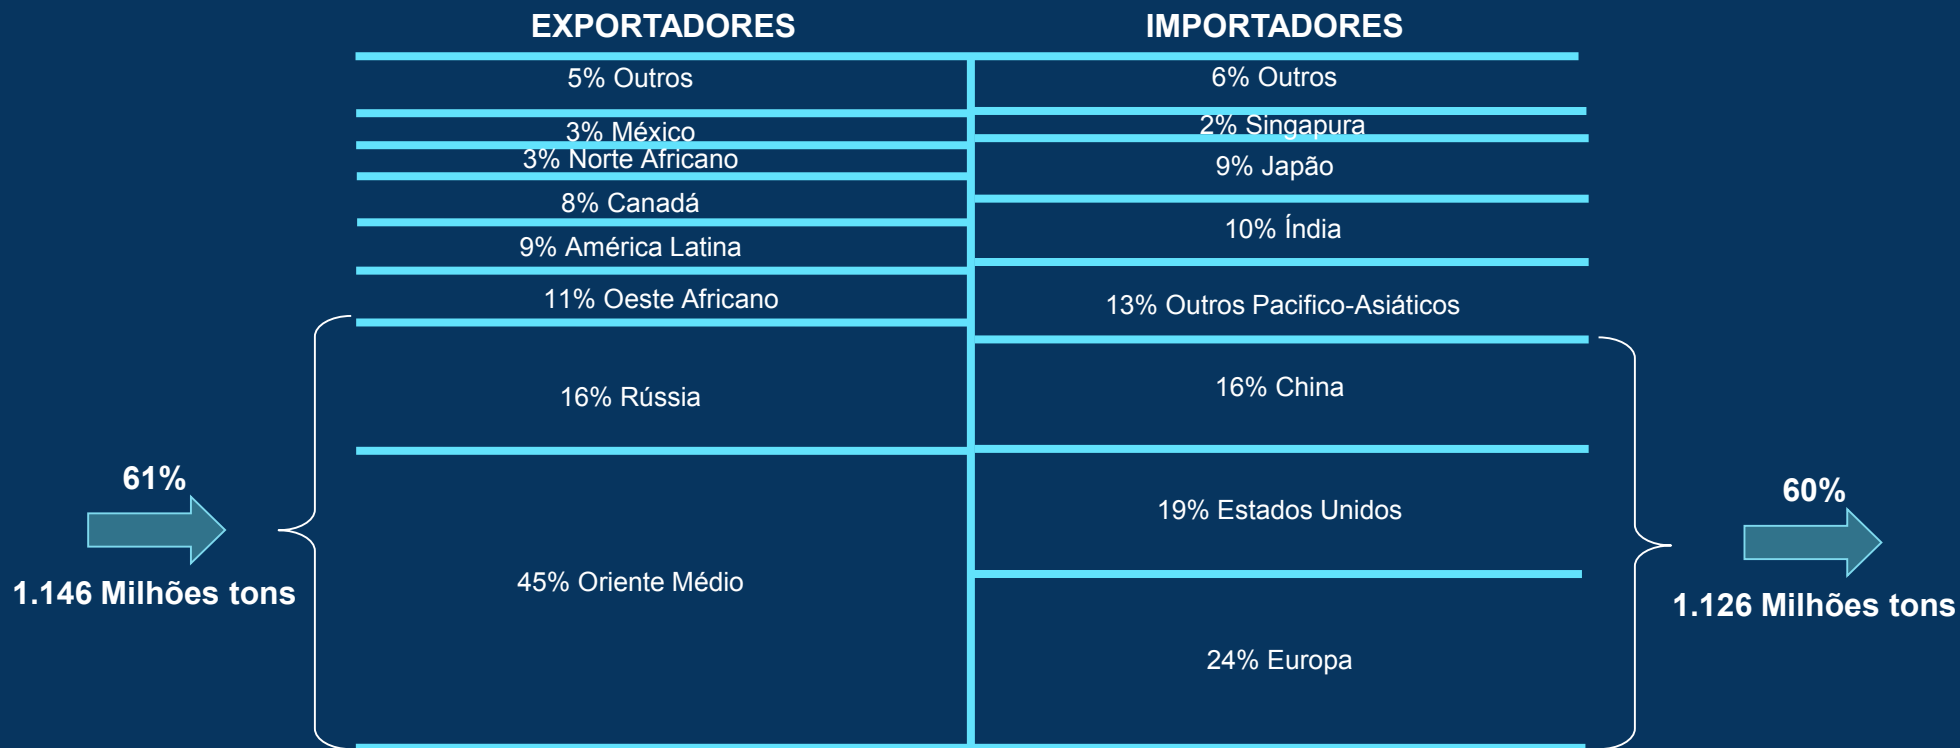 EXPORTADORES
5% Outros
3% México
3% Norte Africano
8% Canadá
9% América Latina
11% Oeste Africano
16% Rússia
45% Oriente Médio
61%
1.146 Milhões tons
IMPORTADORES
6% Outros
2% Singapura
9% Japão
10% Índia
13% Outros Pacifico-Asiáticos
16% China
19% Estados Unidos
24% Europa
60%
1.126 Milhões tons